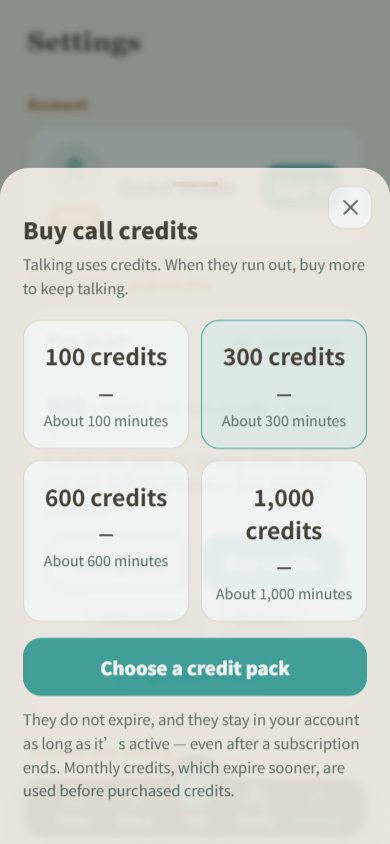 Settings
Account
Buy call credits
Talking uses credits. When they run out, buy more
to keep talking.
100 credits
—
About 100 minutes
300 credits
—
About 300 minutes
600 credits
—
About 600 minutes
1,000
credits
—
About 1,000 minutes
Choose a credit pack
They do not expire, and they stay in your account
as long as it’s active — even after a subscription
ends. Monthly credits, which expire sooner, are
used before purchased credits.